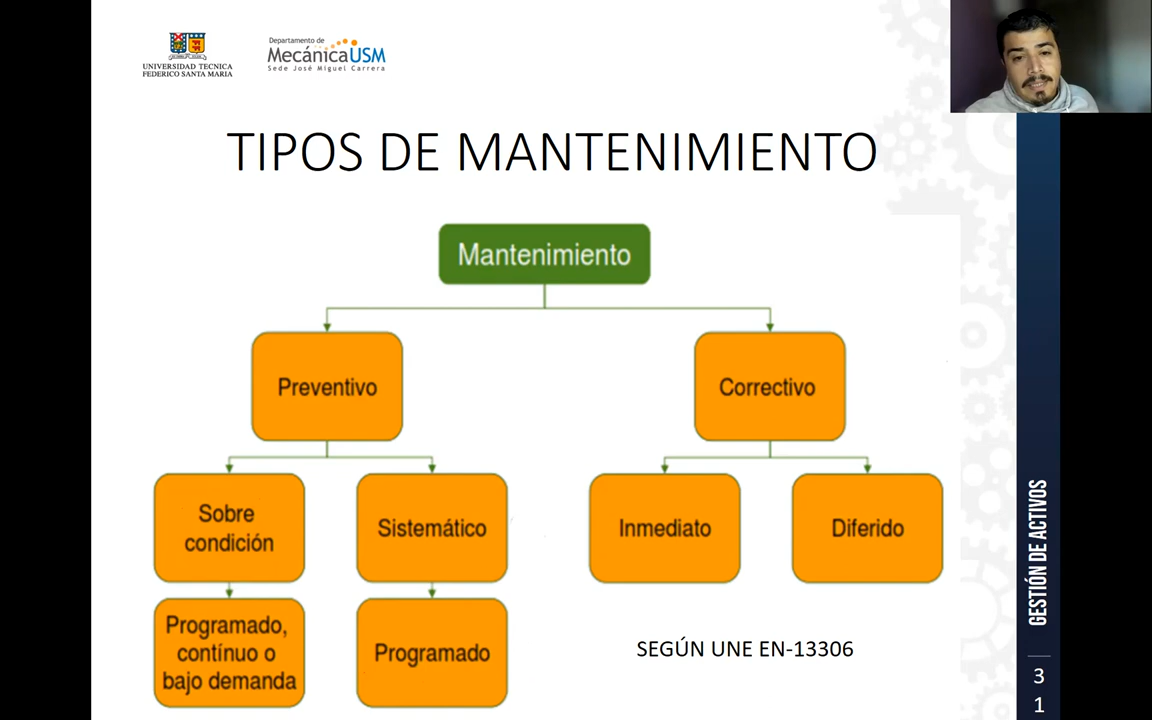 UNIVERSIDAD TECNICA
FEDERICO SANTA MARIA
Departamento de
MecánicaUSM
Sede José Miguel Carrera
TIPOS DE MANTENIMIENTO
Mantenimiento
Preventivo
Correctivo
Sobre
condición
Sistemático
Inmediato
Diferido
Programado,
contínuo o
bajo demanda
Programado
SEGÚN UNE EN-13306
GESTIÓN DE ACTIVOS
3
1